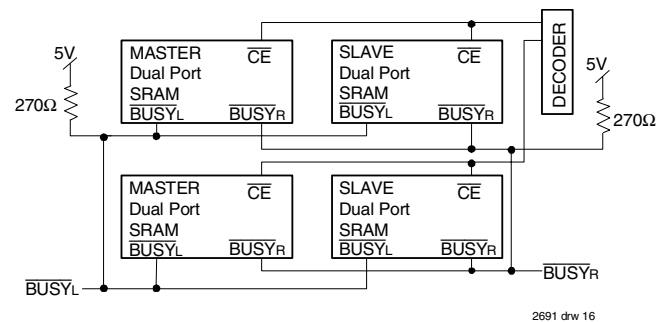 MASTER
Dual Port
SRAM
BUSYL BUSYR
CE
SLAVE
Dual Port
SRAM
BUSYL BUSYR
CE
DECODER
5V
270Ω
5V
270Ω
MASTER
Dual Port
SRAM
BUSYL BUSYR
CE
SLAVE
Dual Port
SRAM
BUSYL BUSYR
CE
BUSYL
BUSYR
2691 drw 16